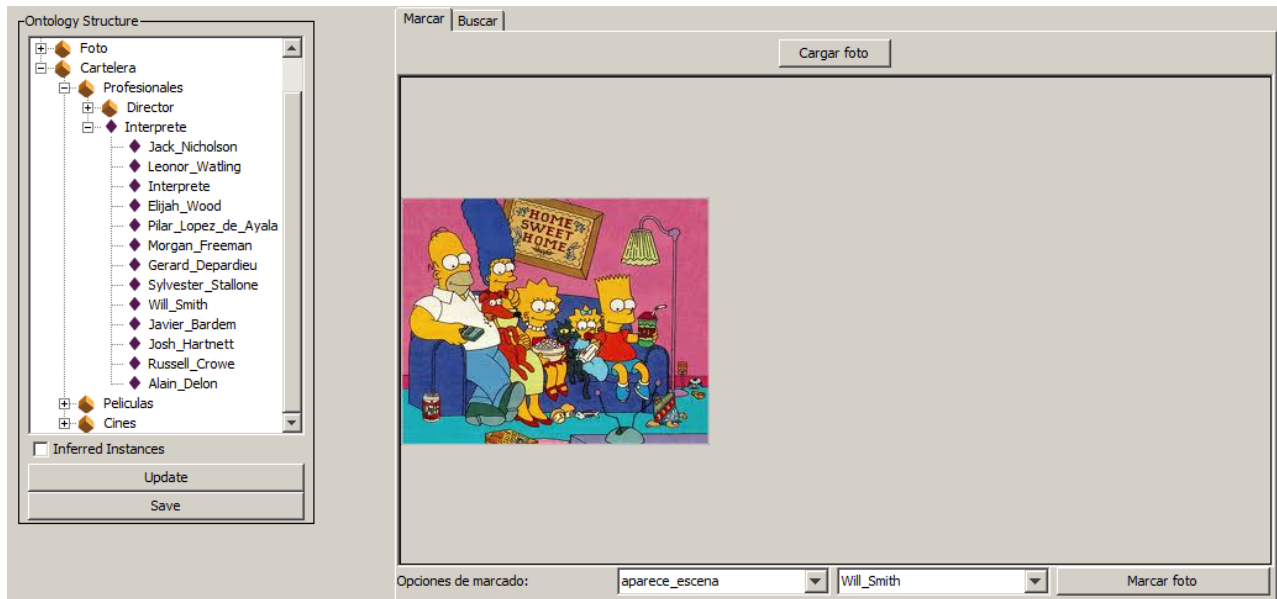 Ontology Structure
Foto
Cartelera
Profesionales
Director
Interprete
Jack_Nicholson
Leonor_Watling
Interprete
Elijah_Wood
Pilar_Lopez_de_Ayala
Morgan_Freeman
Gerard_Depardieu
Sylvester_Stallone
Will_Smith
Javier_Bardem
Josh_Hartnett
Russell_Crowe
Alain_Delon
Peliculas
Cines
Inferred Instances
Update
Save
Marcar Buscar
Cargar foto
HOME
SWEET
HOME
Opciones de marcado: aparece_escena Will_Smith Marcar foto